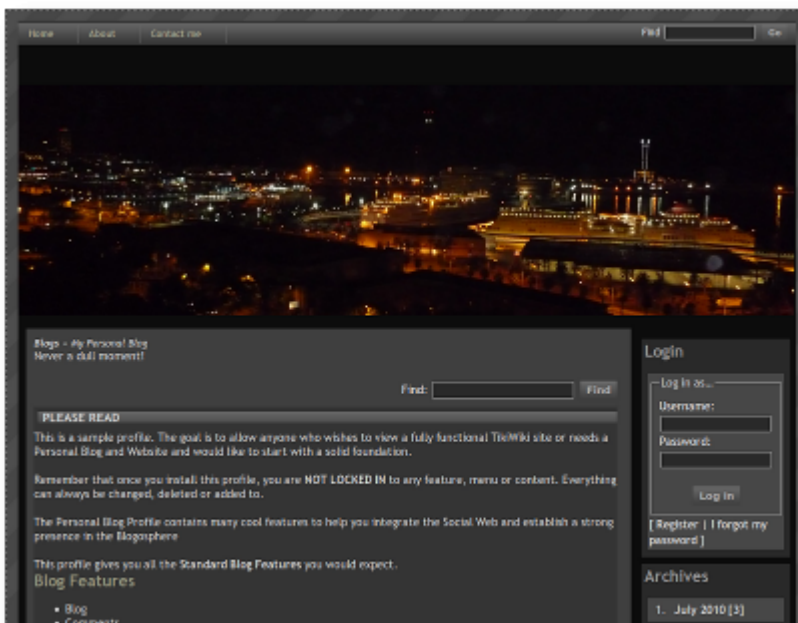 Home About Contact me Find Go
Blogs - My Personal Blog
Never a dull moment!
Find: Find
PLEASE READ
This is a sample profile. The goal is to allow anyone who wishes to view a fully functional TikiWiki site or needs a
Personal Blog and Website and would like to start with a solid foundation.
Remember that once you install this profile, you are NOT LOCKED IN to any feature, menu or content. Everything
can always be changed, deleted or added to.
The Personal Blog Profile contains many cool features to help you integrate the Social Web and establish a strong
presence in the Blogosphere
This profile gives you all the Standard Blog Features you would expect.
Blog Features
Blog
Comments
Login
Log in as...
Username:
Password:
Log in
[ Register | I forgot my
password ]
Archives
1. July 2010 [3]